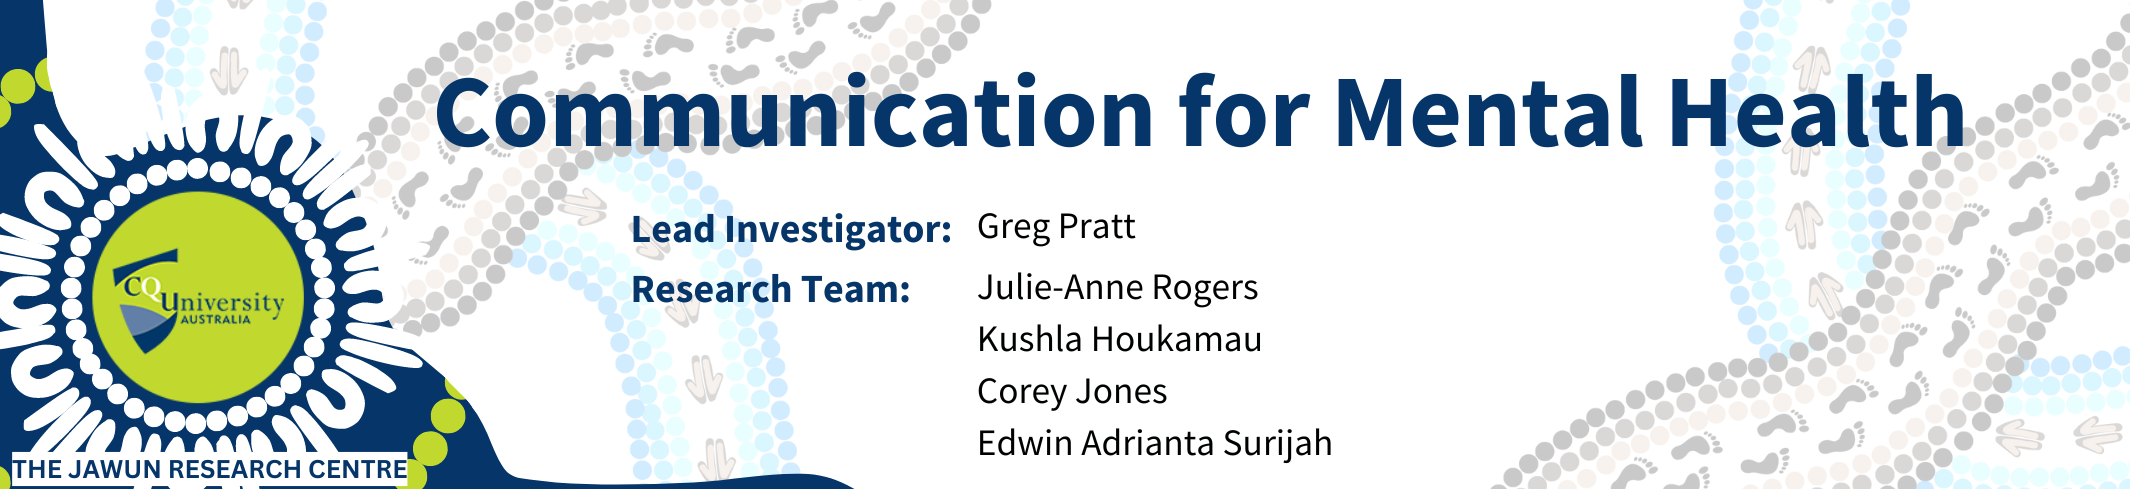 Communication for Mental Health
Lead Investigator: Greg Pratt
Research Team: Julie-Anne Rogers
Kushla Houkamau
Corey Jones
Edwin Adrianta Surijah
CQUniversity
AUSTRALIA
THE JAWUN RESEARCH CENTRE